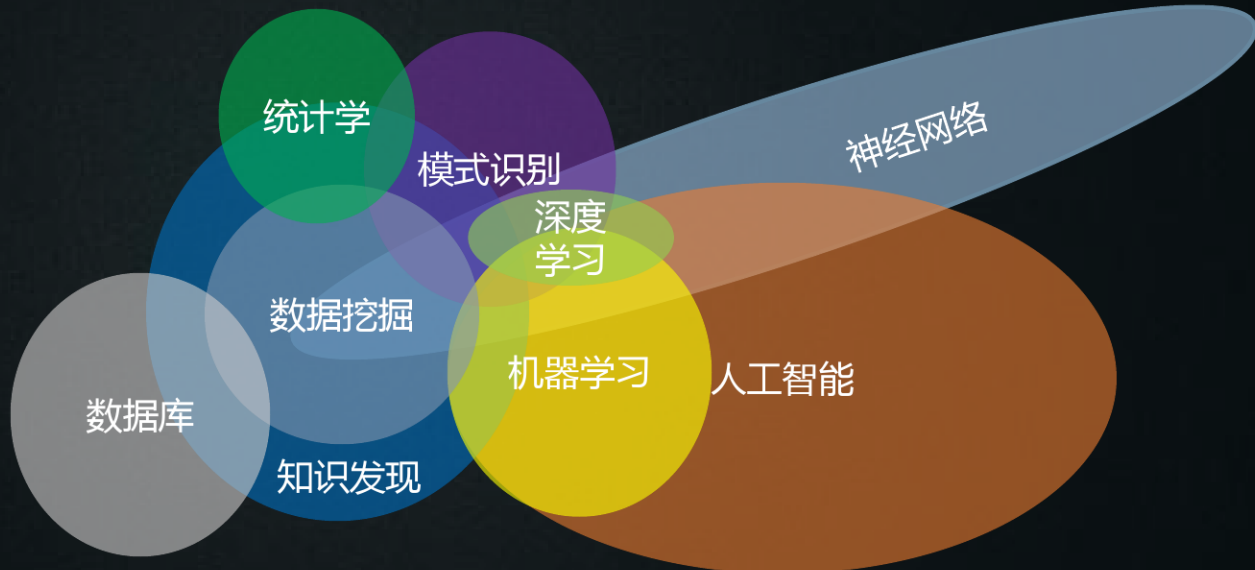 统计学
模式识别
神经网络
深度
学习
数据挖掘
机器学习
人工智能
数据库
知识发现